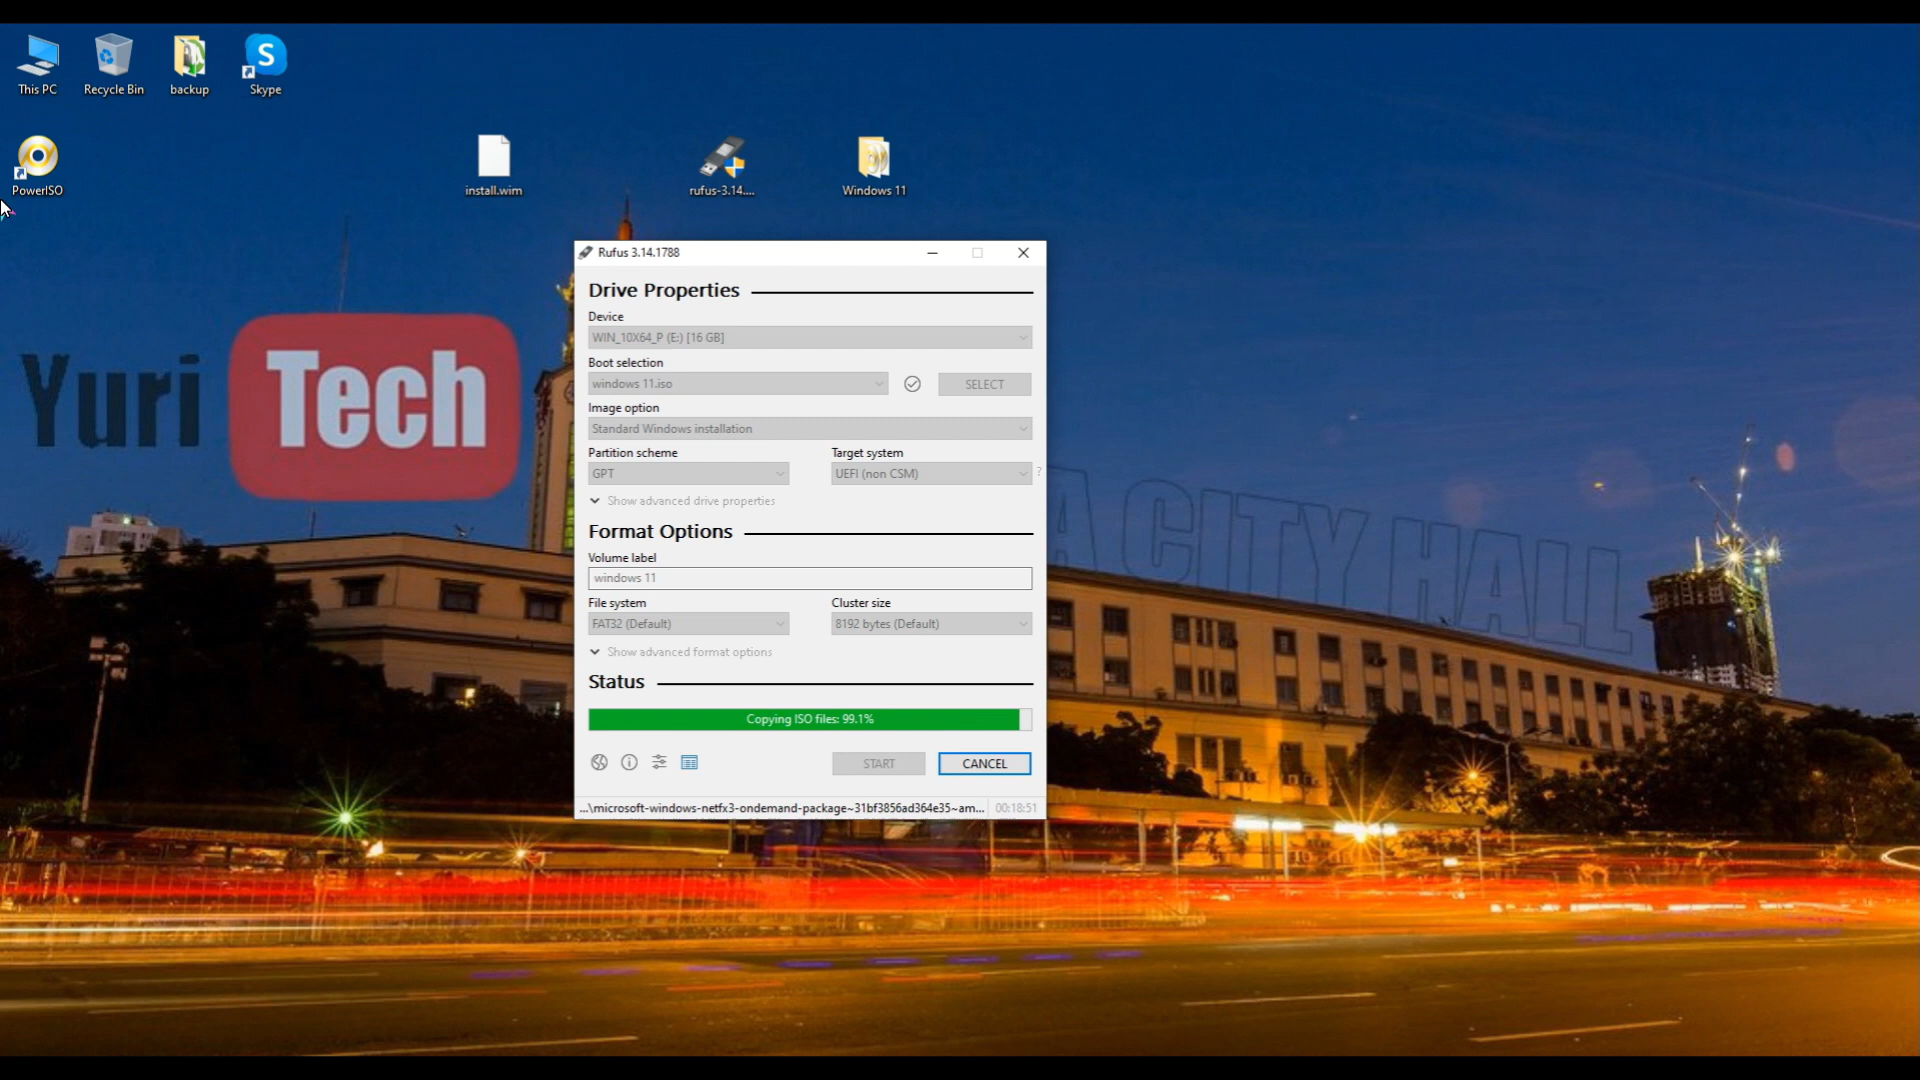 This PC
Recycle Bin
backup
Skype
PowerISO
install.wim
rufus-3.14....
Windows 11
Yuri Tech
Rufus 3.14.1788
Drive Properties
Device
WIN_10X64_P (E:) [16 GB]
Boot selection
windows 11.iso
SELECT
Image option
Standard Windows installation
Partition scheme
Target system
GPT
UEFI (non CSM)
?
Show advanced drive properties
Format Options
Volume label
windows 11
File system
Cluster size
FAT32 (Default)
8192 bytes (Default)
Show advanced format options
Status
Copying ISO files: 99.1%
START
CANCEL
...\microsoft-windows-netfx3-ondemand-package~31bf3856ad364e35~am...
00:18:51
A CITY HALL